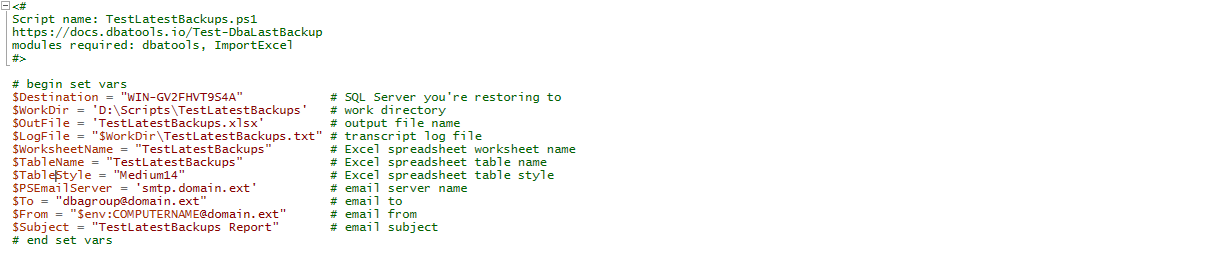 <#
Script name: TestLatestBackups.ps1
https://docs.dbatools.io/Test-DbaLastBackup
modules required: dbatools, ImportExcel
#>
# begin set vars
$Destination = "WIN-GV2FHVT9S4A" # SQL Server you're restoring to
$WorkDir = 'D:\Scripts\TestLatestBackups' # work directory
$OutFile = 'TestLatestBackups.xlsx' # output file name
$LogFile = "$WorkDir\TestLatestBackups.txt" # transcript log file
$WorksheetName = "TestLatestBackups" # Excel spreadsheet worksheet name
$TableName = "TestLatestBackups" # Excel spreadsheet table name
$TableStyle = "Medium14" # Excel spreadsheet table style
$PSEmailServer = 'smtp.domain.ext' # email server name
$To = "dbagroup@domain.ext" # email to
$From = "$env:COMPUTERNAME@domain.ext" # email from
$Subject = "TestLatestBackups Report" # email subject
# end set vars